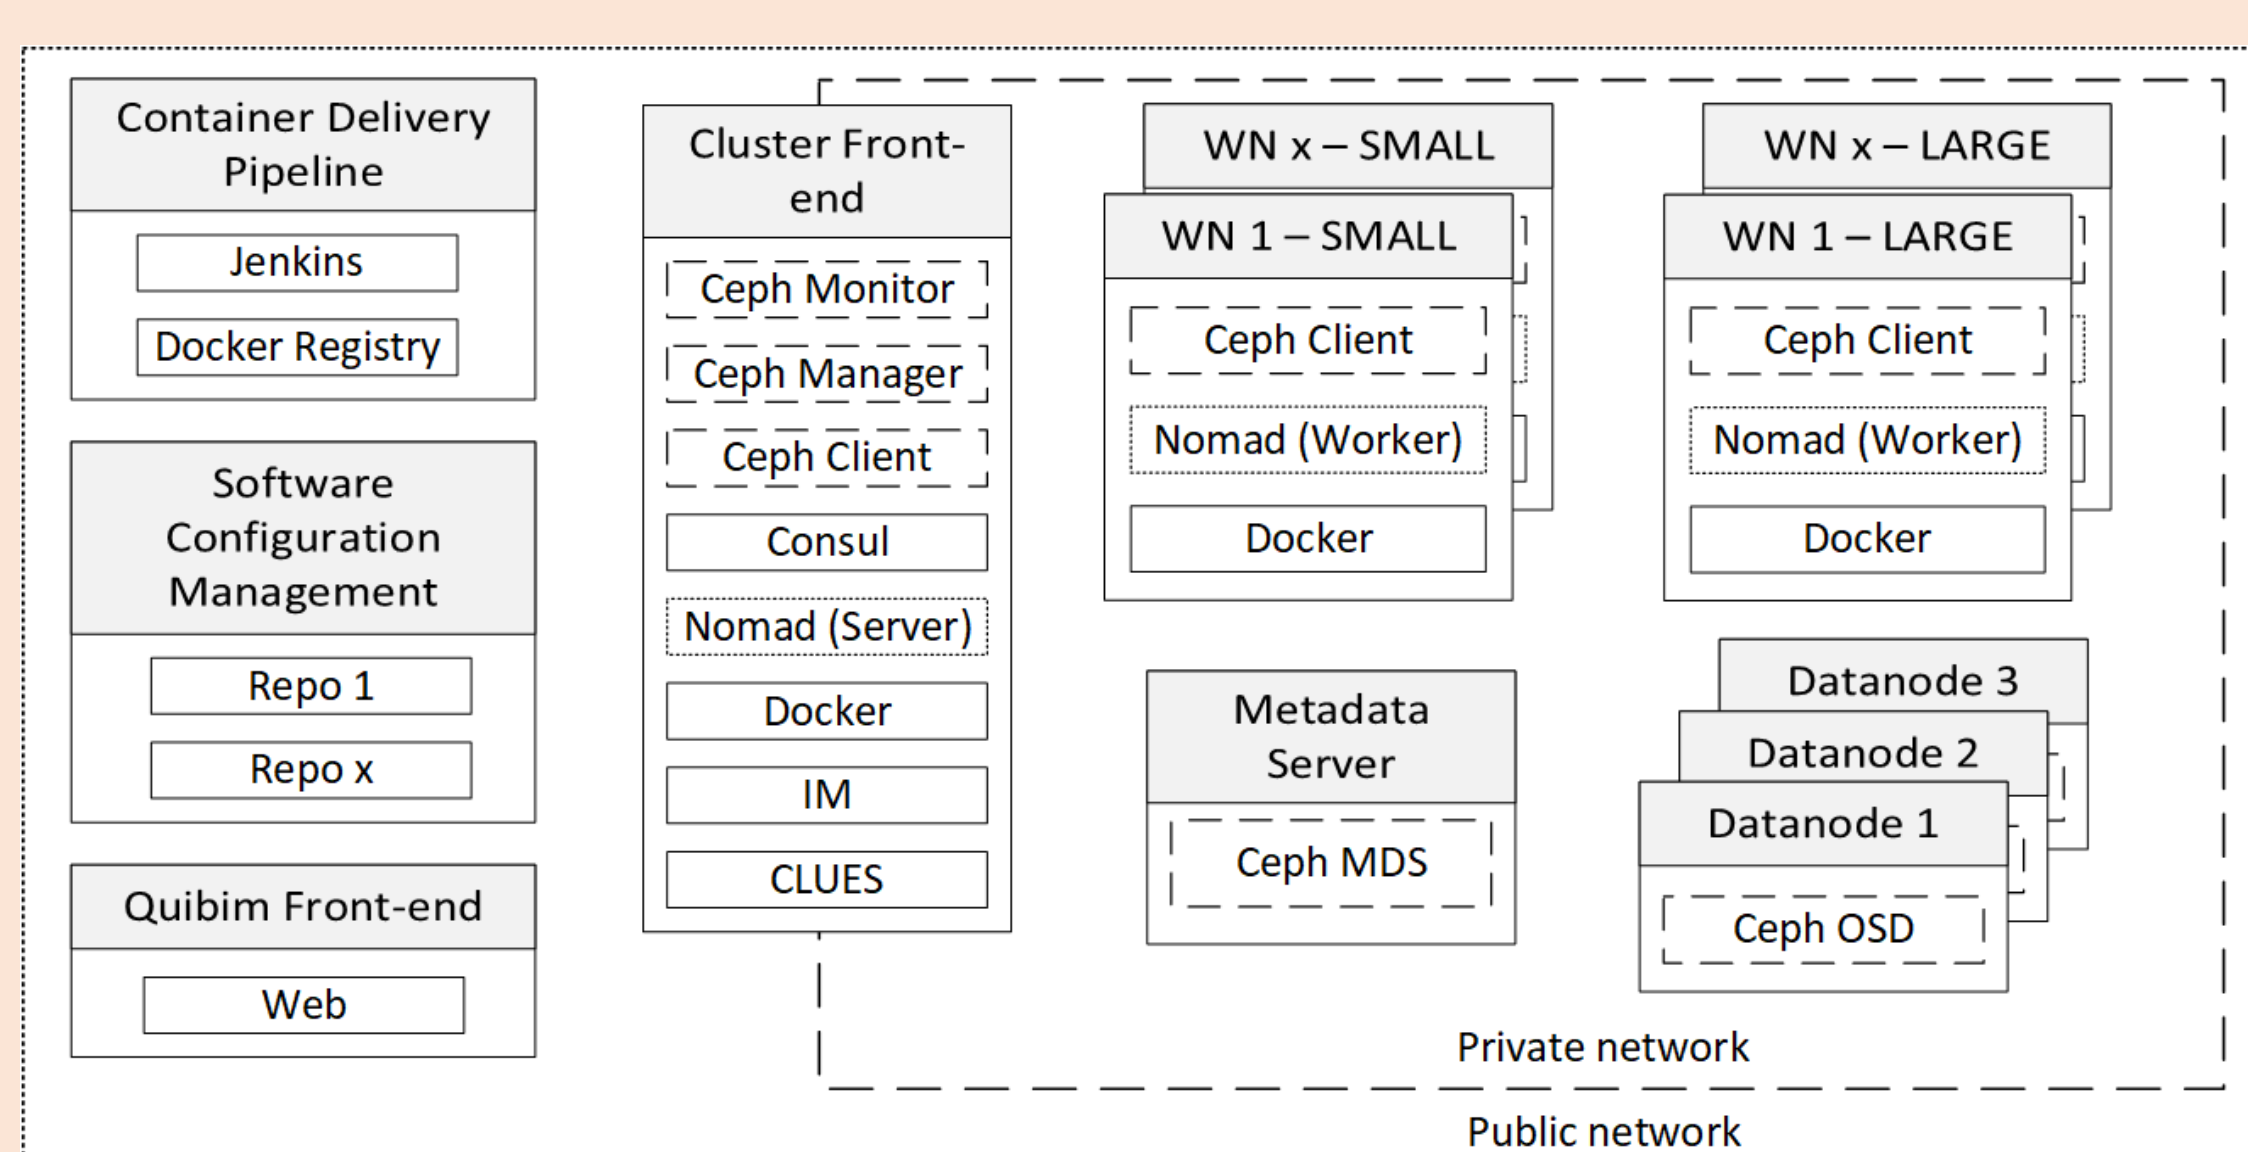 Container Delivery
Pipeline
Jenkins
Docker Registry
Software
Configuration
Management
Repo 1
Repo x
Quibim Front-end
Web
Cluster Front-
end
Ceph Monitor
Ceph Manager
Ceph Client
Consul
Nomad (Server)
Docker
IM
CLUES
WN x – SMALL
WN 1 – SMALL
Ceph Client
Nomad (Worker)
Docker
WN x – LARGE
WN 1 – LARGE
Ceph Client
Nomad (Worker)
Docker
Metadata
Server
Ceph MDS
Datanode 3
Datanode 2
Datanode 1
Ceph OSD
Private network
Public network